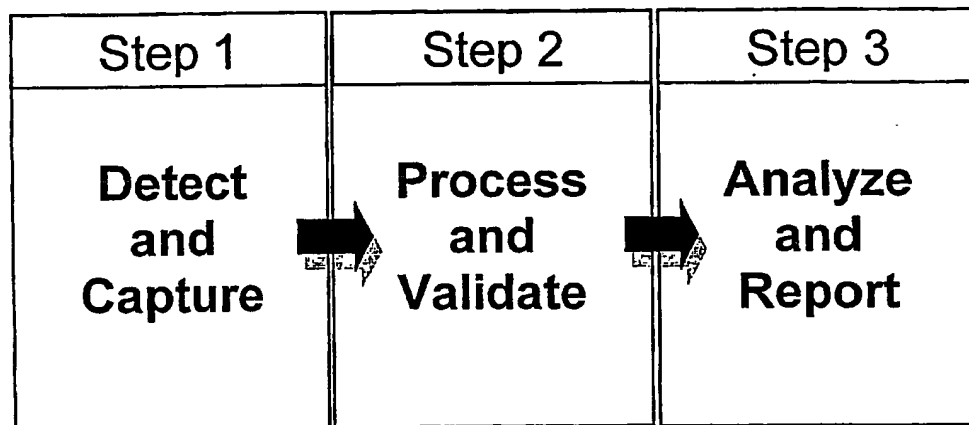 Step 1
Detect
and
Capture
Step 2
Process
and
Validate
Step 3
Analyze
and
Report